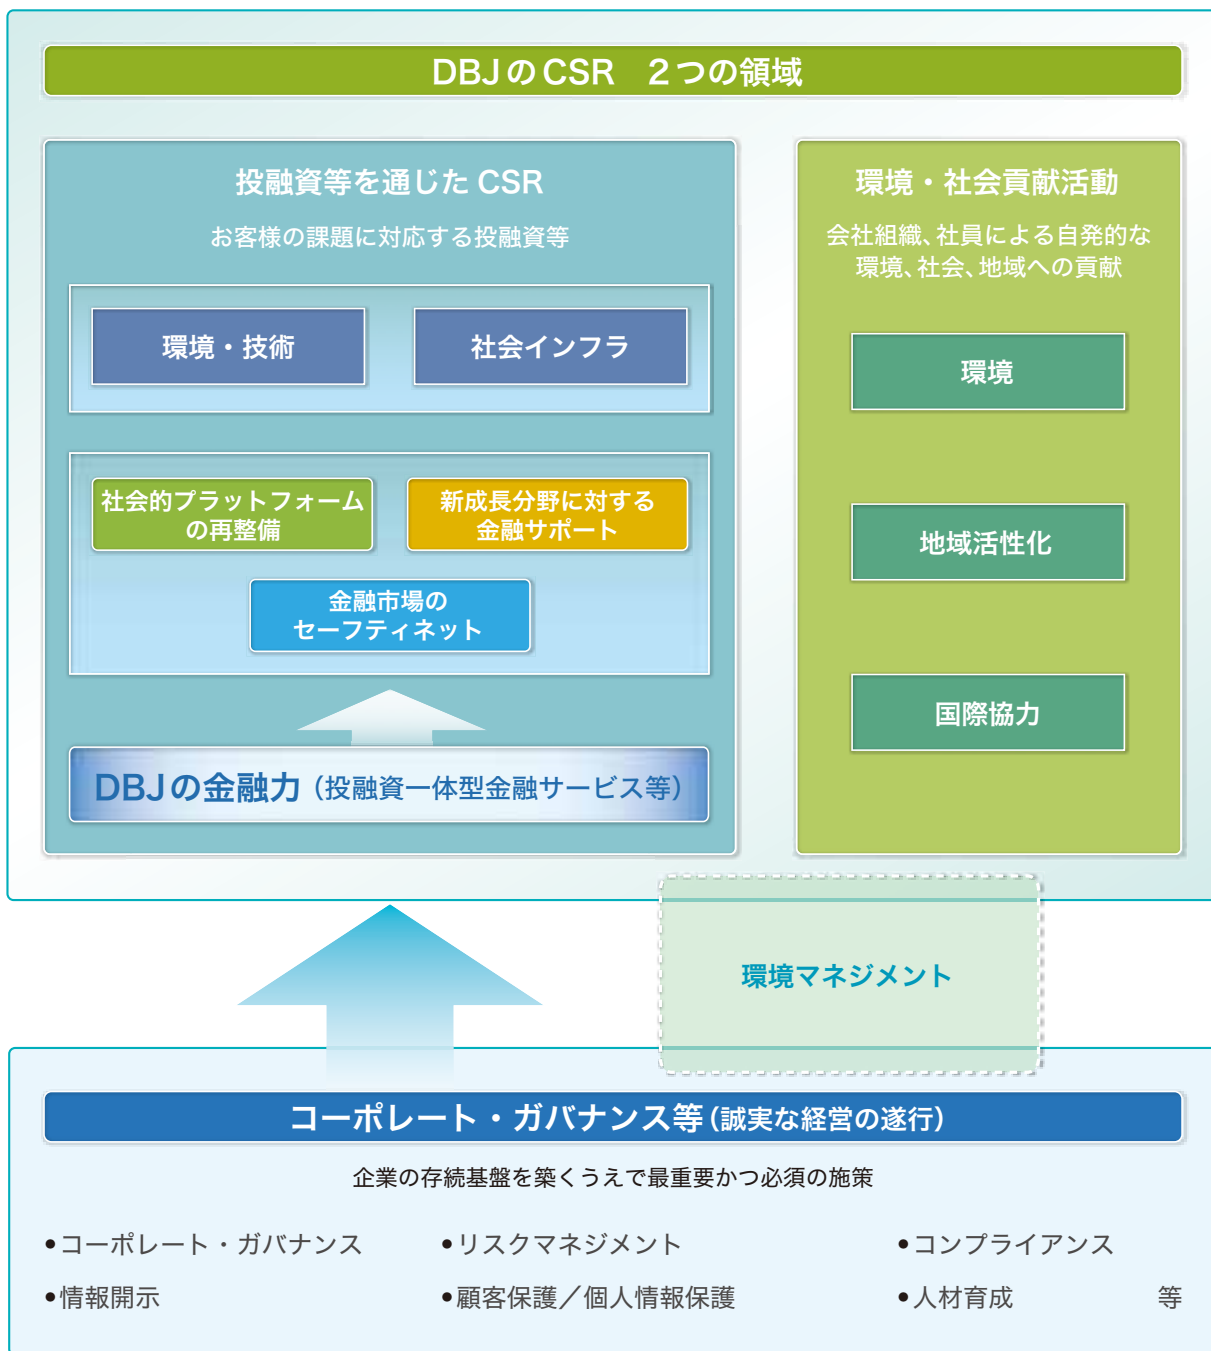 DBJのCSR　2つの領域
投融資等を通じた CSR
お客様の課題に対応する投融資等
環境・技術
社会インフラ
社会的プラットフォーム
の再整備
新成長分野に対する
金融サポート
金融市場の
セーフティネット
DBJの金融力（投融資一体型金融サービス等）
環境・社会貢献活動
会社組織、社員による自発的な
環境、社会、地域への貢献
環境
地域活性化
国際協力
環境マネジメント
コーポレート・ガバナンス等（誠実な経営の遂行）
企業の存続基盤を築くうえで最重要かつ必須の施策
●コーポレート・ガバナンス
●リスクマネジメント
●コンプライアンス
●情報開示
●顧客保護／個人情報保護
●人材育成　等